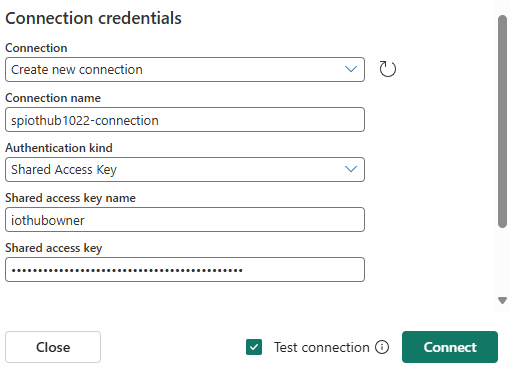 Connection credentials
Connection
Create new connection
Connection name
spiothub1022-connection
Authentication kind
Shared Access Key
Shared access key name
iothubowner
Shared access key
••••••••••••••••••••••••••••••••••••••••••••
Close
Test connection
Connect